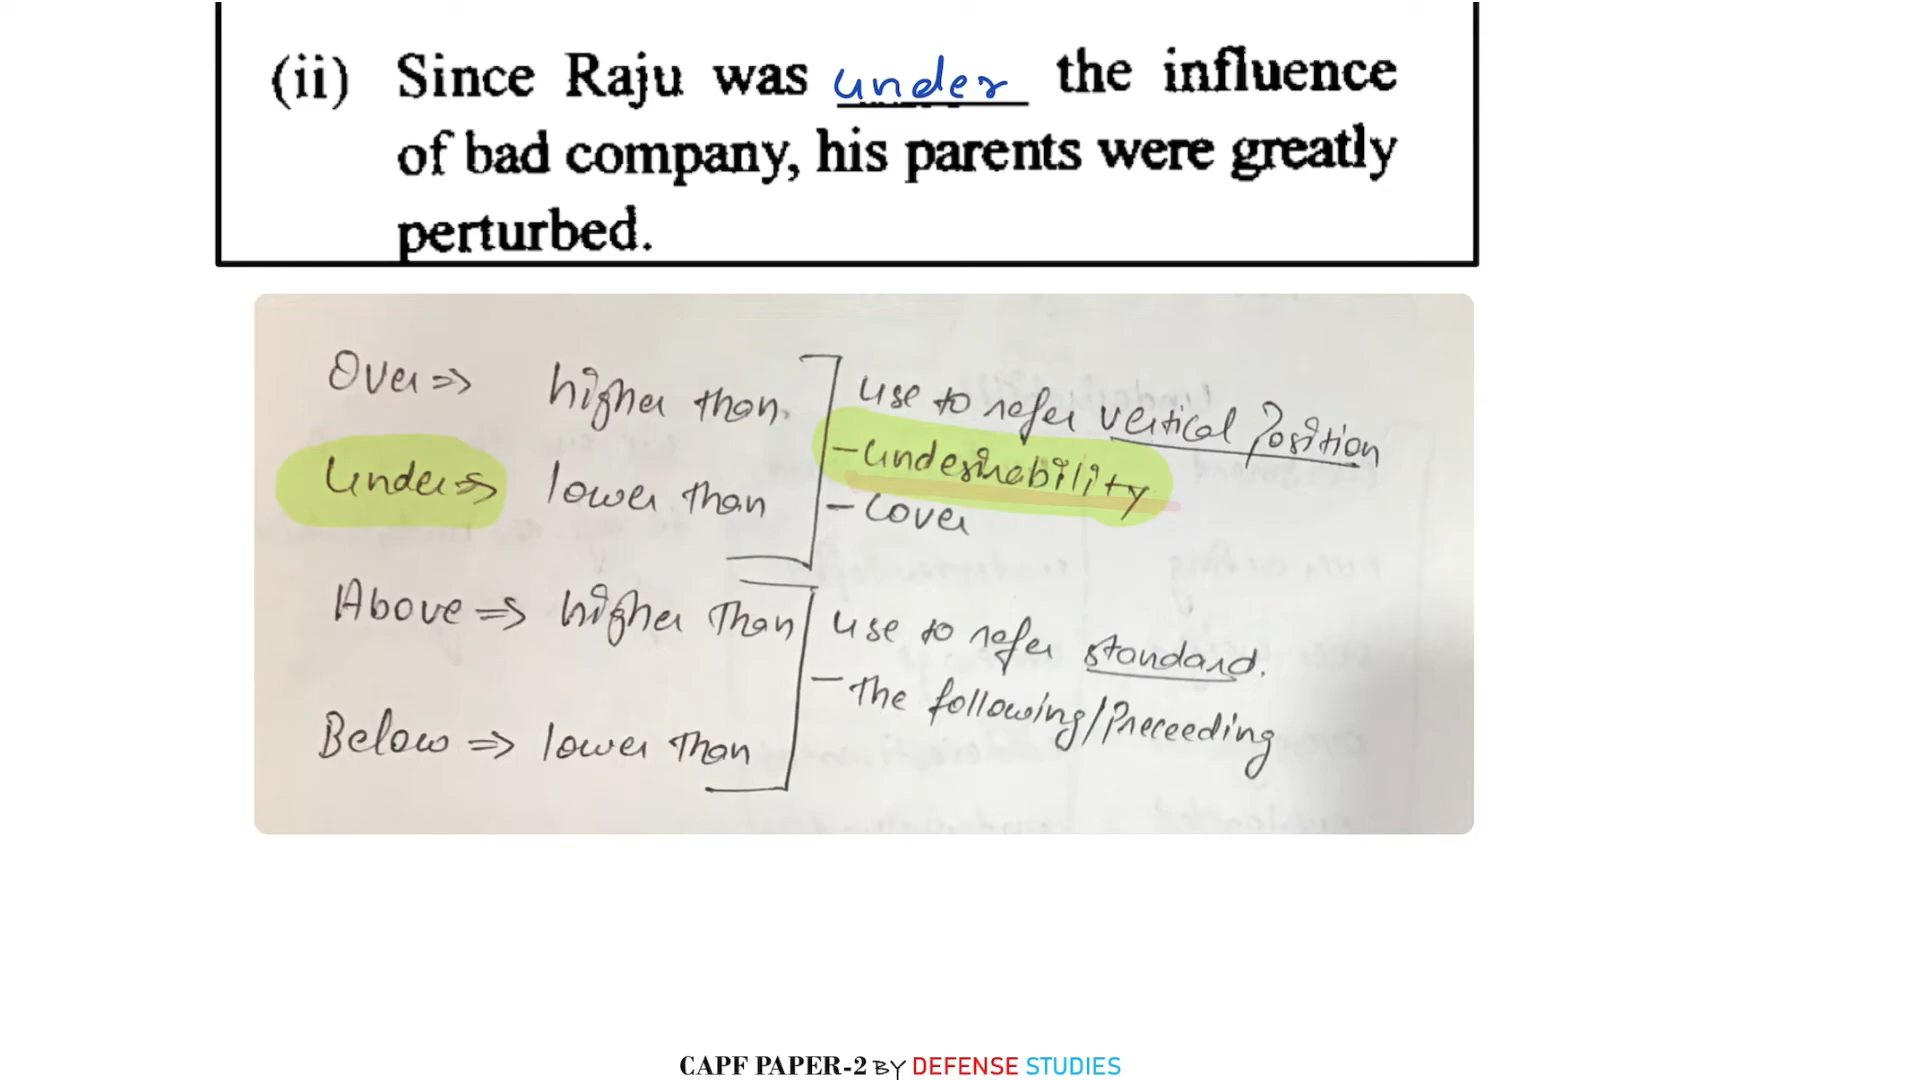 (ii) Since Raju was under the influence
of bad company, his parents were greatly
perturbed.
Over ⇒ higher than. use to refer vertical Position
Under ⇒ lower than - undesirability
- Cover
Above ⇒ higher Than use to refer standard.
- The following/Preceeding
Below ⇒ lower Than
CAPF PAPER-2 BY DEFENSE STUDIES